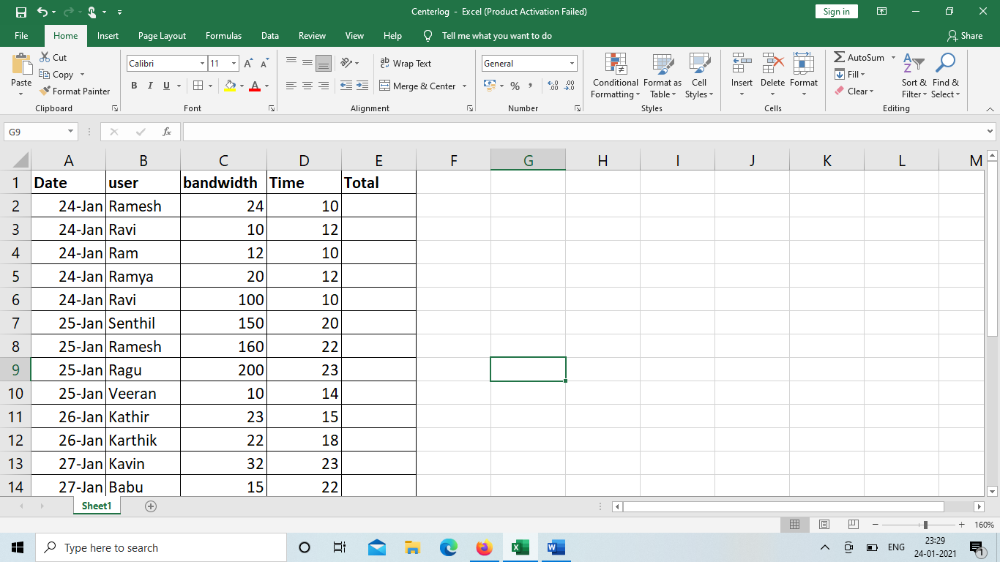 Centerlog - Excel (Product Activation Failed)
Sign in
File Home Insert Page Layout Formulas Data Review View Help Tell me what you want to do Share
Paste
Cut
Copy
Format Painter
Clipboard
Calibri 11
B I U
Font
Wrap Text
Merge & Center
Alignment
General
Number
Conditional Formatting
Format as Table
Cell Styles
Styles
Insert Delete Format
Cells
AutoSum
Fill
Clear
Sort & Filter
Find & Select
Editing
G9 fx
A B C D E F G H I J K L M
1 Date user bandwidth Time Total
2 24-Jan Ramesh 24 10
3 24-Jan Ravi 10 12
4 24-Jan Ram 12 10
5 24-Jan Ramya 20 12
6 24-Jan Ravi 100 10
7 25-Jan Senthil 150 20
8 25-Jan Ramesh 160 22
9 25-Jan Ragu 200 23
10 25-Jan Veeran 10 14
11 26-Jan Kathir 23 15
12 26-Jan Karthik 22 18
13 27-Jan Kavin 32 23
14 27-Jan Babu 15 22
Sheet1
160%
Type here to search
ENG
23:29
24-01-2021
1